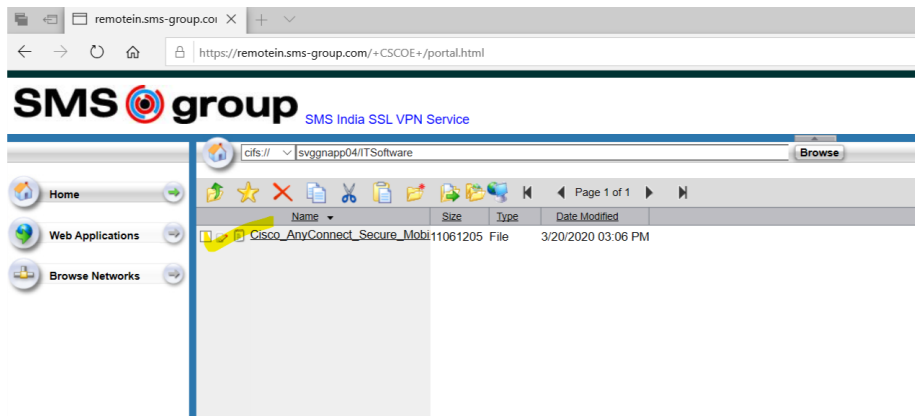 remotein.sms-group.coi
https://remotein.sms-group.com/+CSCOE+/portal.html
SMS group SMS India SSL VPN Service
cifs:// svggnapp04/ITSoftware Browse
Home
Page 1 of 1
Name Size Type Date Modified
Web Applications
Cisco_AnyConnect_Secure_Mobi 11061205 File 3/20/2020 03:06 PM
Browse Networks